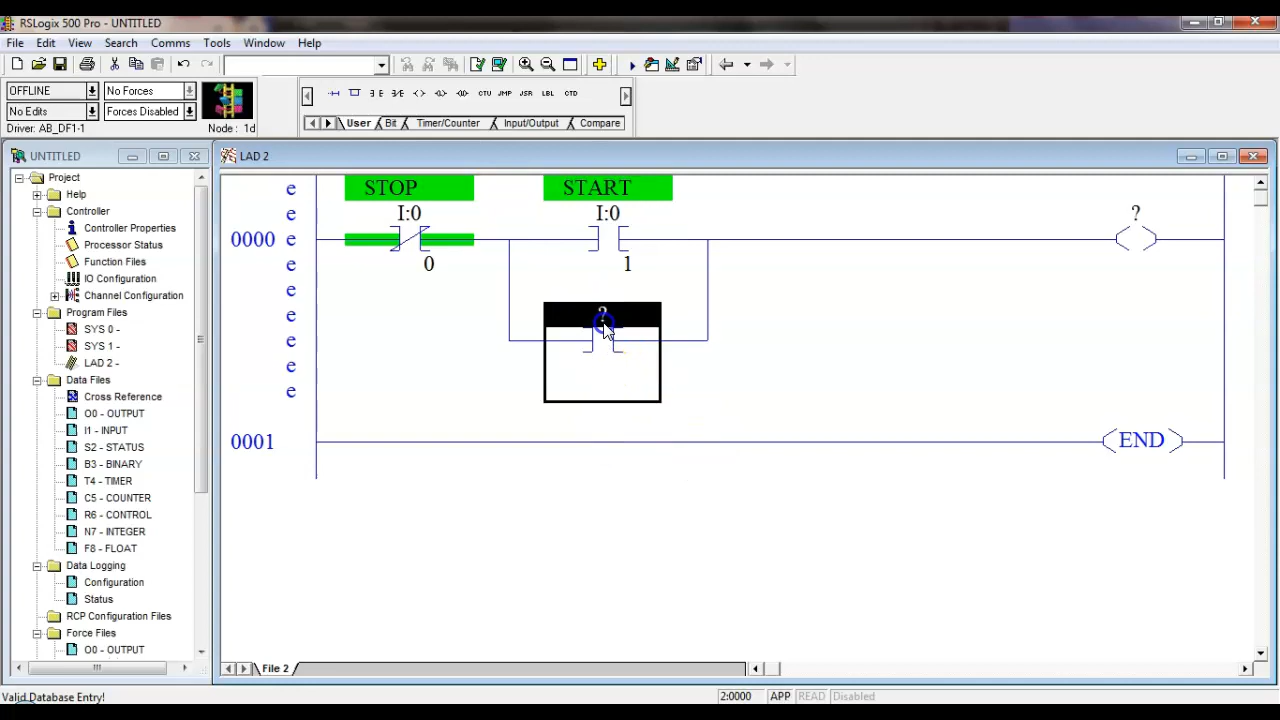 RSLogix 500 Pro - UNTITLED
File Edit View Search Comms Tools Window Help
OFFLINE No Forces
No Edits Forces Disabled
Driver: AB_DF1-1 Node : 1d
CTU JMP JSR LBL CTD
User Bit Timer/Counter Input/Output Compare
UNTITLED
Project
Help
Controller
Controller Properties
Processor Status
Function Files
IO Configuration
Channel Configuration
Program Files
SYS 0 -
SYS 1 -
LAD 2 -
Data Files
Cross Reference
O0 - OUTPUT
I1 - INPUT
S2 - STATUS
B3 - BINARY
T4 - TIMER
C5 - COUNTER
R6 - CONTROL
N7 - INTEGER
F8 - FLOAT
Data Logging
Configuration
Status
RCP Configuration Files
Force Files
O0 - OUTPUT
LAD 2
e STOP START
e I:0 I:0 ?
0000 e
e 0 1
e
e ?
e
e
e
0001 END
File 2
Valid Database Entry! 2:0000 APP READ Disabled